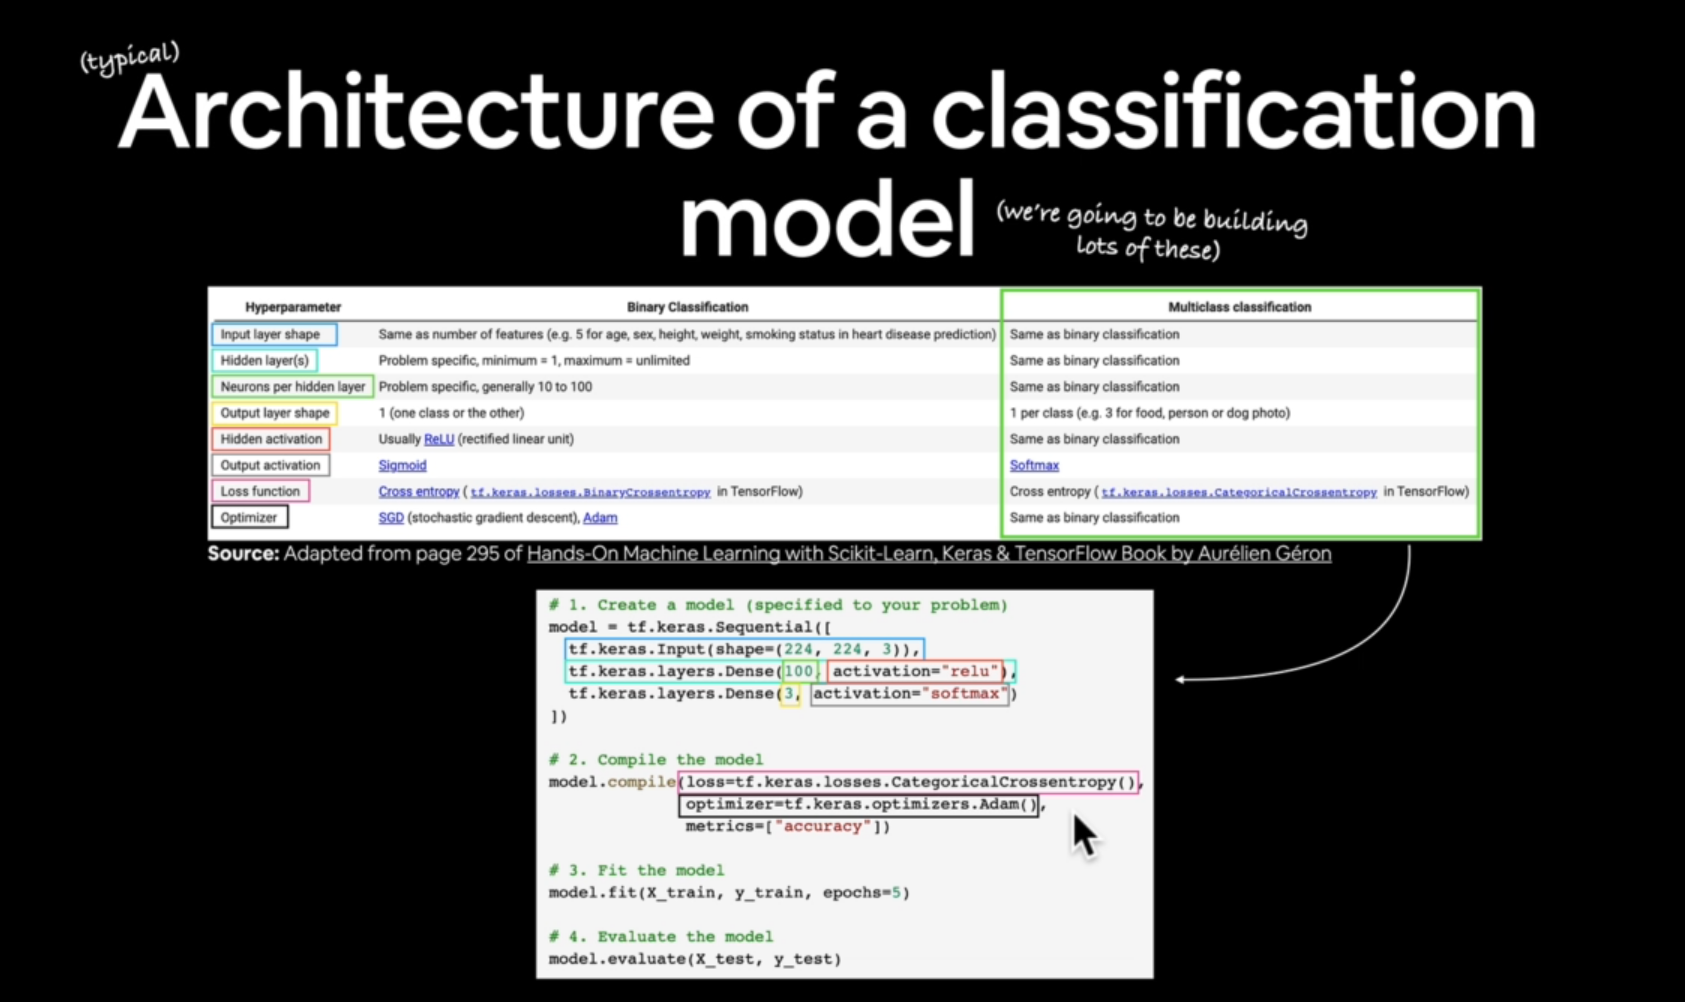 (typical)
Architecture of a classification
model
(we're going to be building
lots of these)
Hyperparameter Binary Classification Multiclass classification
Input layer shape Same as number of features (e.g. 5 for age, sex, height, weight, smoking status in heart disease prediction) Same as binary classification
Hidden layer(s) Problem specific, minimum = 1, maximum = unlimited Same as binary classification
Neurons per hidden layer Problem specific, generally 10 to 100 Same as binary classification
Output layer shape 1 (one class or the other) 1 per class (e.g. 3 for food, person or dog photo)
Hidden activation Usually ReLU (rectified linear unit) Same as binary classification
Output activation Sigmoid Softmax
Loss function Cross entropy (tf.keras.losses.BinaryCrossentropy in TensorFlow) Cross entropy (tf.keras.losses.CategoricalCrossentropy in TensorFlow)
Optimizer SGD (stochastic gradient descent), Adam Same as binary classification
Source: Adapted from page 295 of Hands-On Machine Learning with Scikit-Learn, Keras & TensorFlow Book by Aurélien Géron
# 1. Create a model (specified to your problem)
model = tf.keras.Sequential([
tf.keras.Input(shape=(224, 224, 3)),
tf.keras.layers.Dense(100, activation="relu"),
tf.keras.layers.Dense(3, activation="softmax")
])
# 2. Compile the model
model.compile(loss=tf.keras.losses.CategoricalCrossentropy(),
optimizer=tf.keras.optimizers.Adam(),
metrics=["accuracy"])
# 3. Fit the model
model.fit(X_train, y_train, epochs=5)
# 4. Evaluate the model
model.evaluate(X_test, y_test)